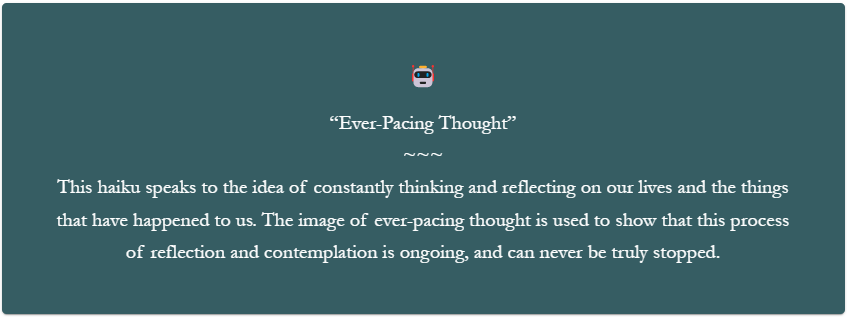 “Ever-Pacing Thought”
~~~
This haiku speaks to the idea of constantly thinking and reflecting on our lives and the things
that have happened to us. The image of ever-pacing thought is used to show that this process
of reflection and contemplation is ongoing, and can never be truly stopped.